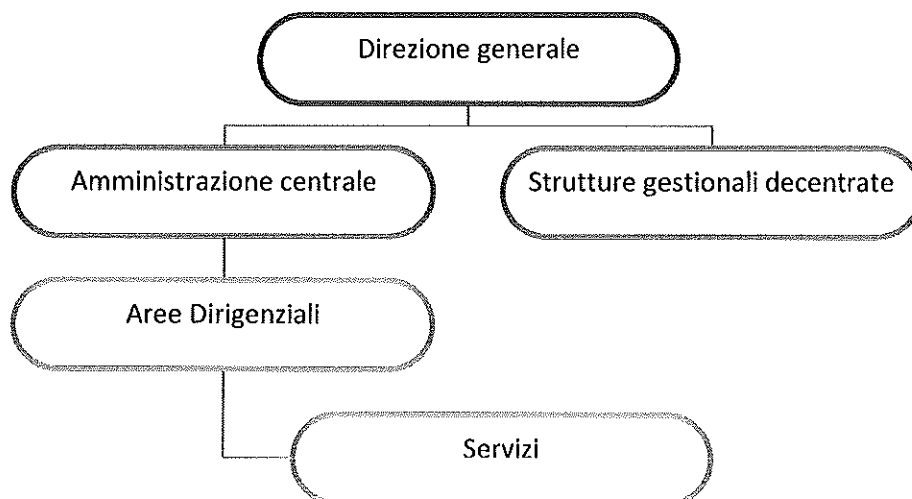 Direzione generale
Amministrazione centrale
Strutture gestionali decentrate
Aree Dirigenziali
Servizi